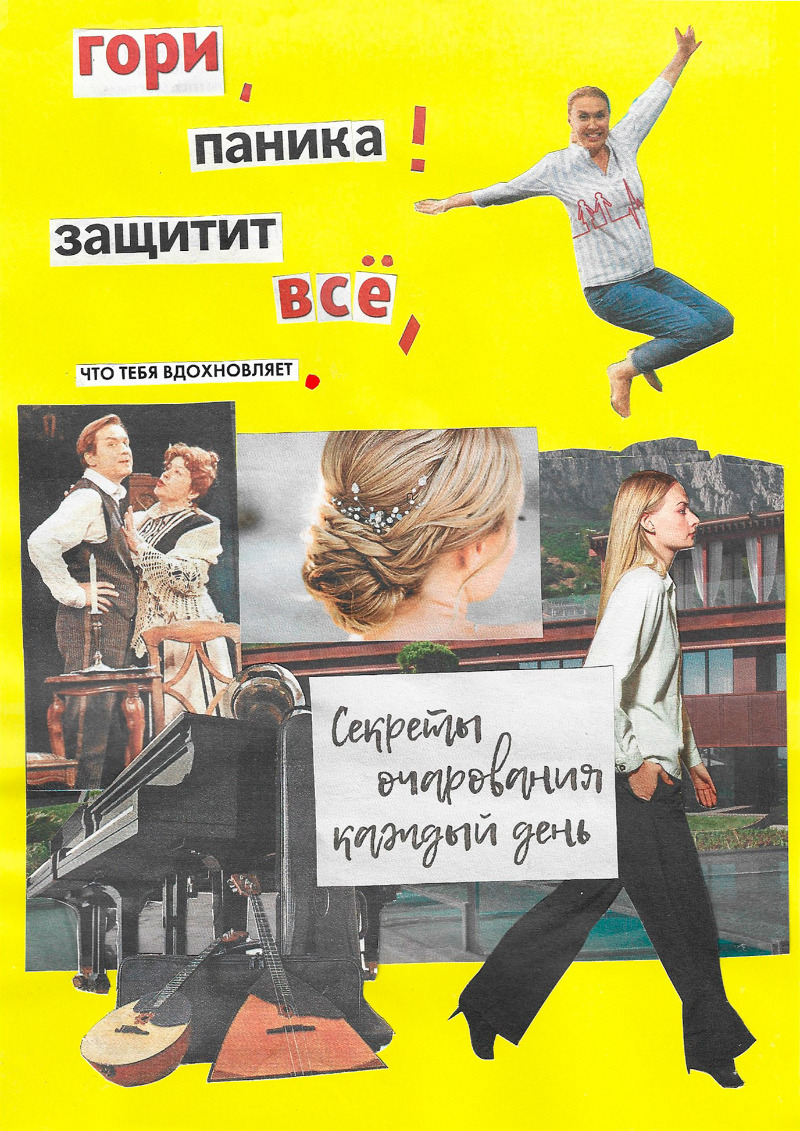 гори,
паника!
защитит
всё,
ЧТО ТЕБЯ ВДОХНОВЛЯЕТ.
Секреты
очарования
каждый день